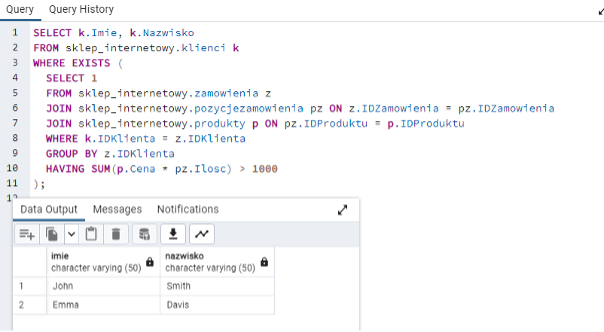 Query Query History
1 SELECT k.Imie, k.Nazwisko
2 FROM sklep_internetowy.klienci k
3 WHERE EXISTS (
4 SELECT 1
5 FROM sklep_internetowy.zamowienia z
6 JOIN sklep_internetowy.pozycjezamowienia pz ON z.IDZamowienia = pz.IDZamowienia
7 JOIN sklep_internetowy.produkty p ON pz.IDProduktu = p.IDProduktu
8 WHERE k.IDKlienta = z.IDKlienta
9 GROUP BY z.IDKlienta
10 HAVING SUM(p.Cena * pz.Ilosc) > 1000
11 );
12
Data Output Messages Notifications
imie nazwisko
character varying (50) character varying (50)
1 John Smith
2 Emma Davis